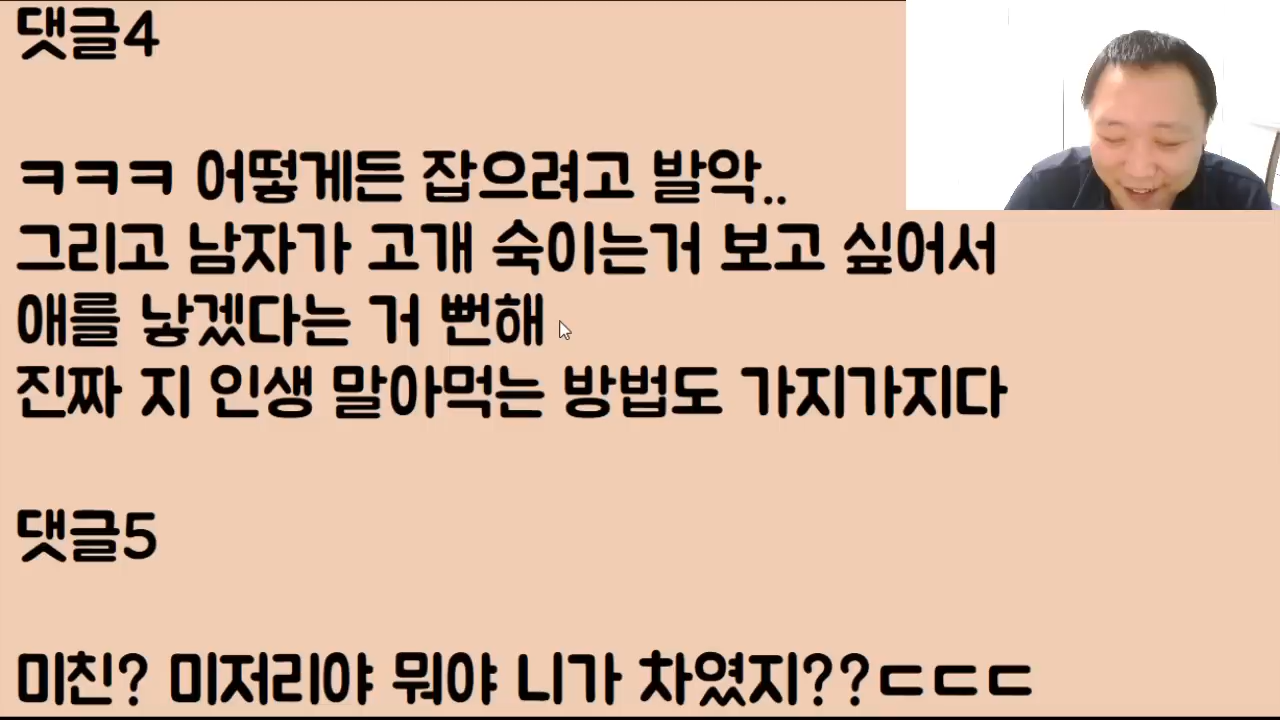 댓글4
ㅋㅋㅋ 어떻게든 잡으려고 발악..
그리고 남자가 고개 숙이는거 보고 싶어서
애를 낳겠다는 거 뻔해
진짜 지 인생 말아먹는 방법도 가지가지다
댓글5
미친? 미저리야 뭐야 니가 차였지??ㄷㄷㄷ